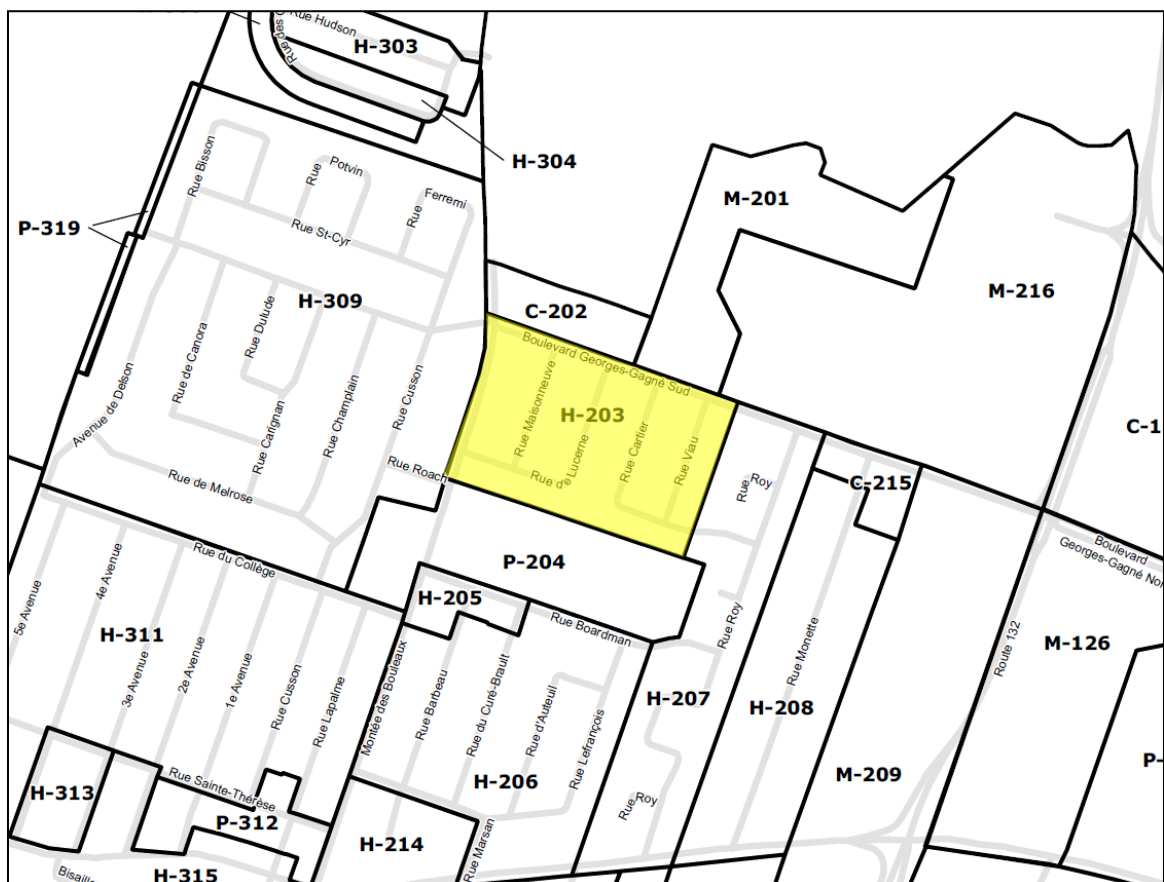 Rue Hudson
Rue des
H-303
H-304
Rue Bisson
Rue Potvin
Rue Ferremi
Rue St-Cyr
P-319
M-201
M-216
H-309
C-202
Boulevard Georges-Gagné Sud
Rue de Canora
Rue Dulude
Avenue de Delson
Rue Carignan
Rue Champlain
Rue Cusson
Rue Maisonneuve
H-203
Rue de Lucerne
Rue Cartier
Rue Viau
C-1
Rue Roach
Rue de Melrose
Rue Roy
C-215
Boulevard
Georges-Gagné Nor
Rue du Collège
P-204
5e Avenue
4e Avenue
H-311
3e Avenue
2e Avenue
1e Avenue
Rue Cusson
Rue Lapalme
H-205
Rue Boardman
Rue Roy
Rue Monette
Route 132
M-126
Montée des Bouleaux
Rue Barbeau
Rue du Curé-Brault
Rue d'Auteuil
Rue Lefrançois
H-207
H-208
M-209
P-
H-206
H-313
Rue Sainte-Thérèse
P-312
H-214
Rue Marsan
Rue Roy
Bisaille
H-315